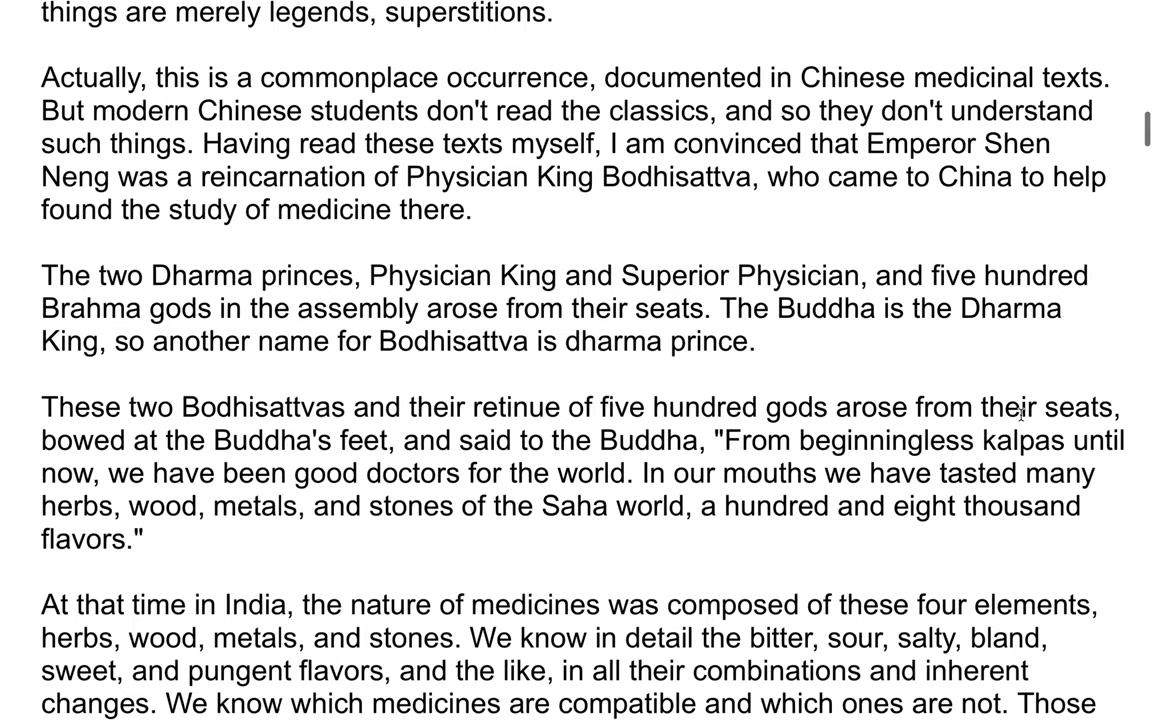 things are merely legends, superstitions.
Actually, this is a commonplace occurrence, documented in Chinese medicinal texts.
But modern Chinese students don't read the classics, and so they don't understand
such things. Having read these texts myself, I am convinced that Emperor Shen
Neng was a reincarnation of Physician King Bodhisattva, who came to China to help
found the study of medicine there.
The two Dharma princes, Physician King and Superior Physician, and five hundred
Brahma gods in the assembly arose from their seats. The Buddha is the Dharma
King, so another name for Bodhisattva is dharma prince.
These two Bodhisattvas and their retinue of five hundred gods arose from their seats,
bowed at the Buddha's feet, and said to the Buddha, "From beginningless kalpas until
now, we have been good doctors for the world. In our mouths we have tasted many
herbs, wood, metals, and stones of the Saha world, a hundred and eight thousand
flavors."
At that time in India, the nature of medicines was composed of these four elements,
herbs, wood, metals, and stones. We know in detail the bitter, sour, salty, bland,
sweet, and pungent flavors, and the like, in all their combinations and inherent
changes. We know which medicines are compatible and which ones are not. Those